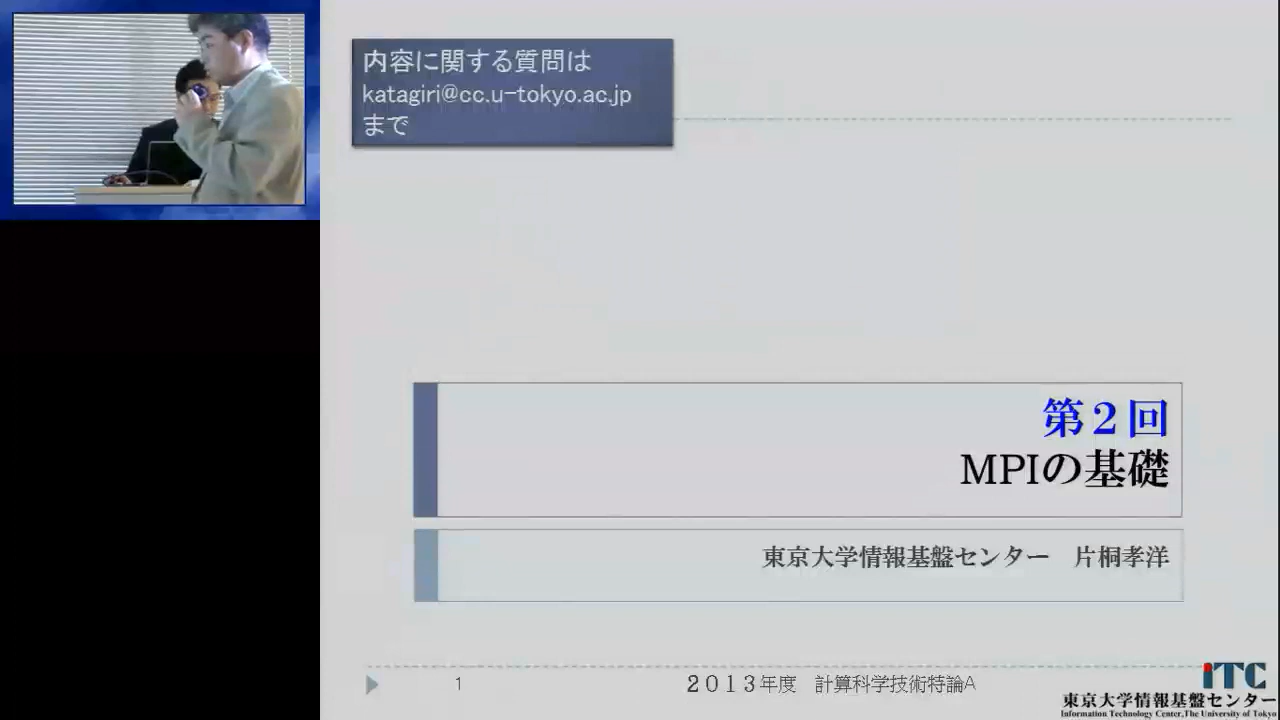 内容に関する質問は
katagiri@cc.u-tokyo.ac.jp
まで
第２回
MPIの基礎
東京大学情報基盤センター　片桐孝洋
1
２０１３年度　計算科学技術特論A
iTC
東京大学情報基盤センター
Information Technology Center,The University of Tokyo